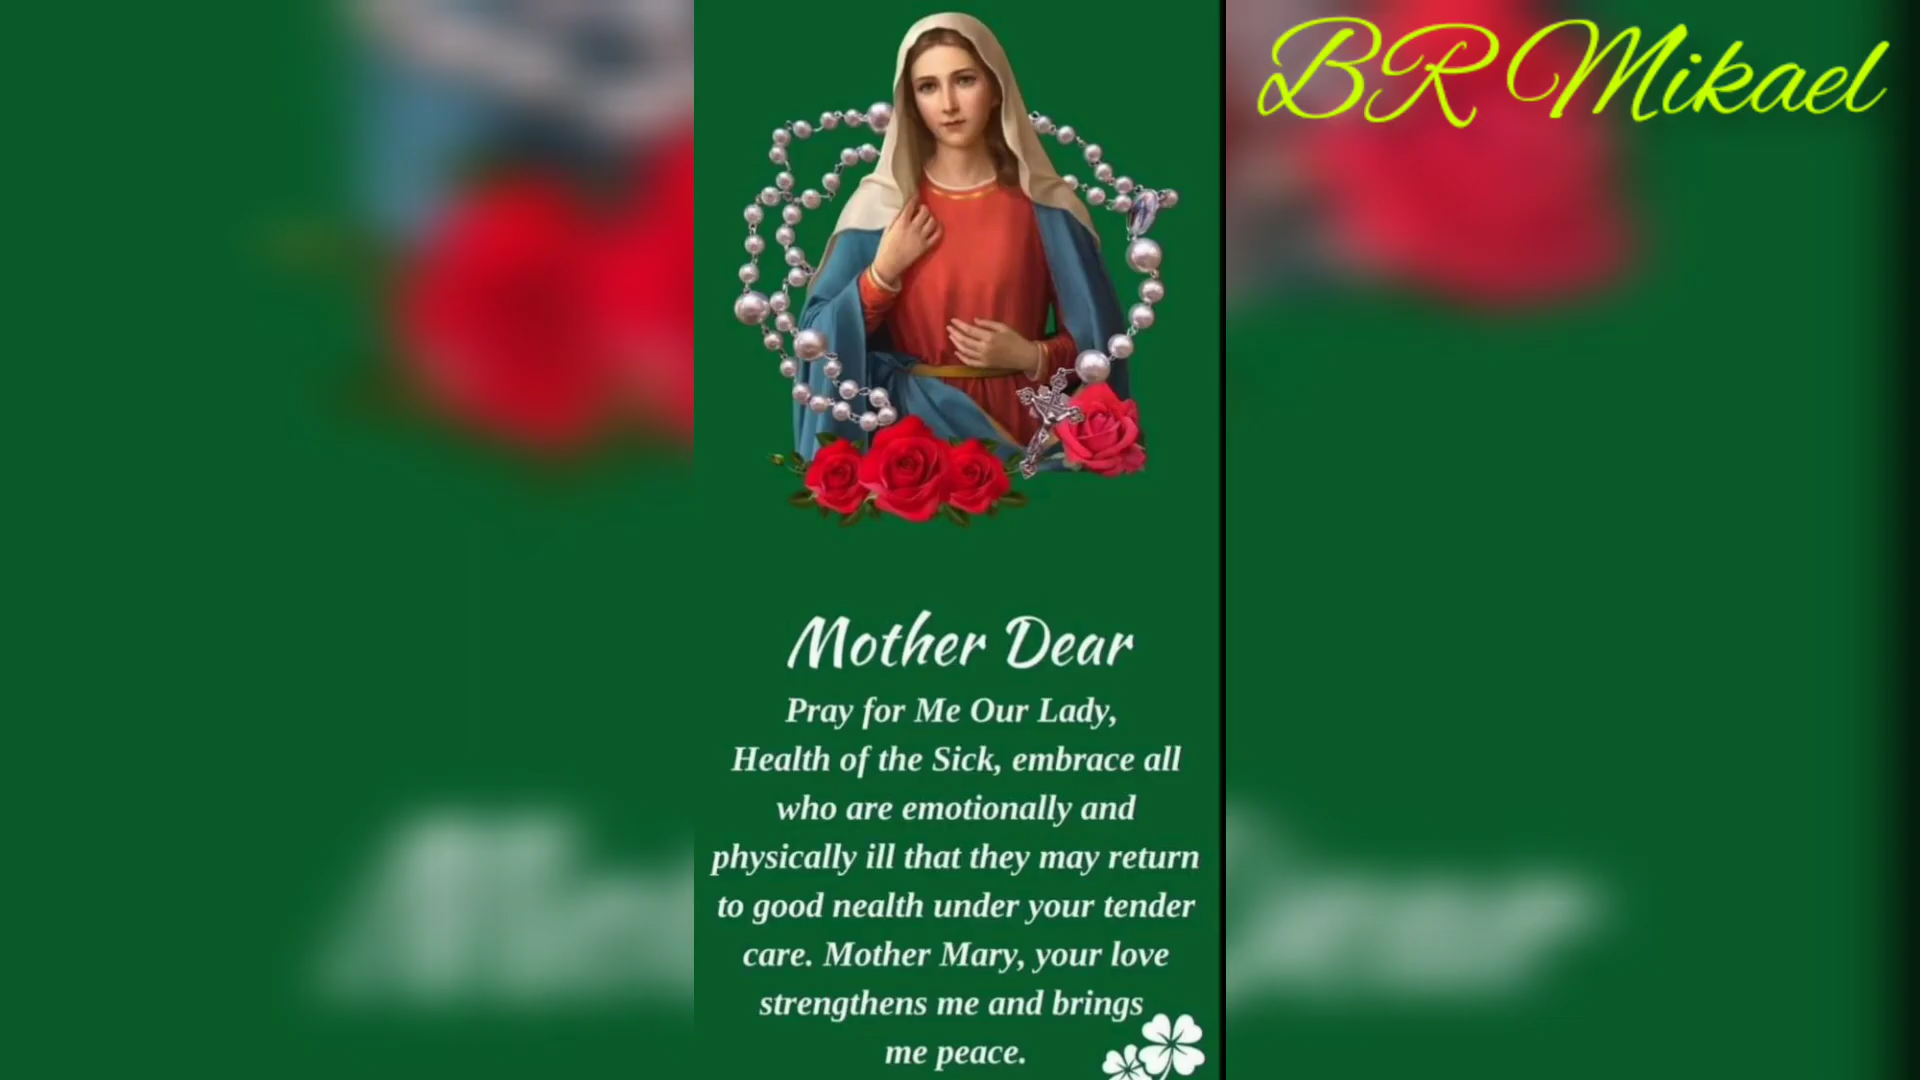 BR Mikael
Mother Dear
Pray for Me Our Lady,
Health of the Sick, embrace all
who are emotionally and
physically ill that they may return
to good nealth under your tender
care. Mother Mary, your love
strengthens me and brings
me peace.